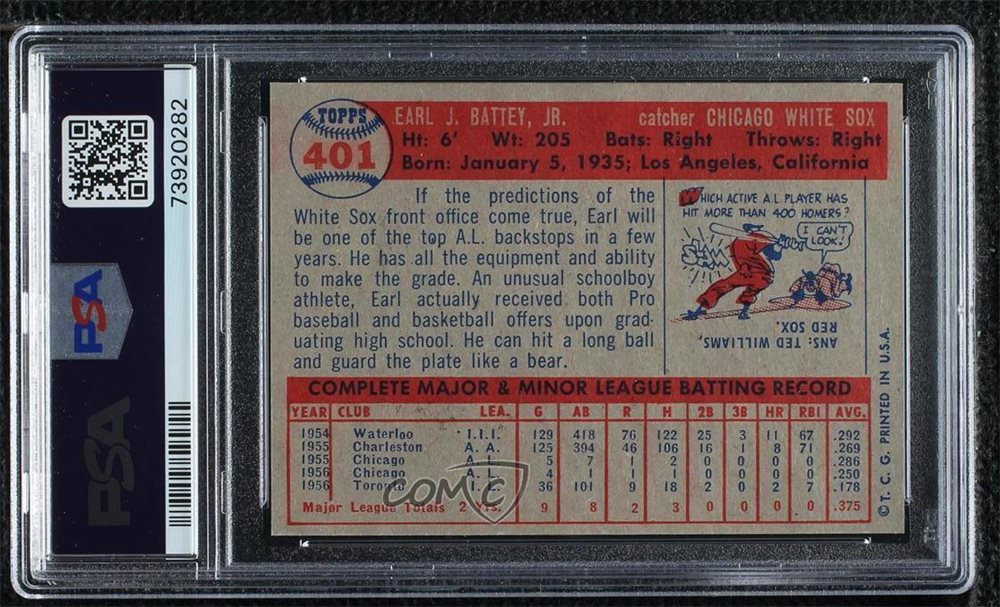 PSA
73920282
PSA
TOPPS
401
EARL J. BATTEY, JR. catcher CHICAGO WHITE SOX
Ht: 6' Wt: 205 Bats: Right Throws: Right
Born: January 5, 1935; Los Angeles, California
If the predictions of the
White Sox front office come true, Earl will
be one of the top A.L. backstops in a few
years. He has all the equipment and ability
to make the grade. An unusual schoolboy
athlete, Earl actually received both Pro
baseball and basketball offers upon grad-
uating high school. He can hit a long ball
and guard the plate like a bear.
WHICH ACTIVE A.L. PLAYER HAS
HIT MORE THAN 400 HOMERS?
I CAN'T
LOOK!
SLAM
ANS: TED WILLIAMS,
RED SOX.
COMPLETE MAJOR & MINOR LEAGUE BATTING RECORD
YEAR CLUB LEA. G AB R H 2B 3B HR RBI AVG.
1954 Waterloo I.I.I. 129 418 76 122 25 3 11 67 .292
1955 Charleston A. A. 125 394 46 106 16 1 8 71 .269
1955 Chicago A. L. 5 7 1 2 0 0 0 0 .286
1956 Chicago A. L. 4 1 1 0 0 0 0 .250
1956 Toronto I. L. 36 101 9 18 2 0 2 7 .178
Major League Totals 2 Yrs. 9 8 2 3 0 0 0 0 .375
© T. C. G. PRINTED IN U.S.A.
COMC